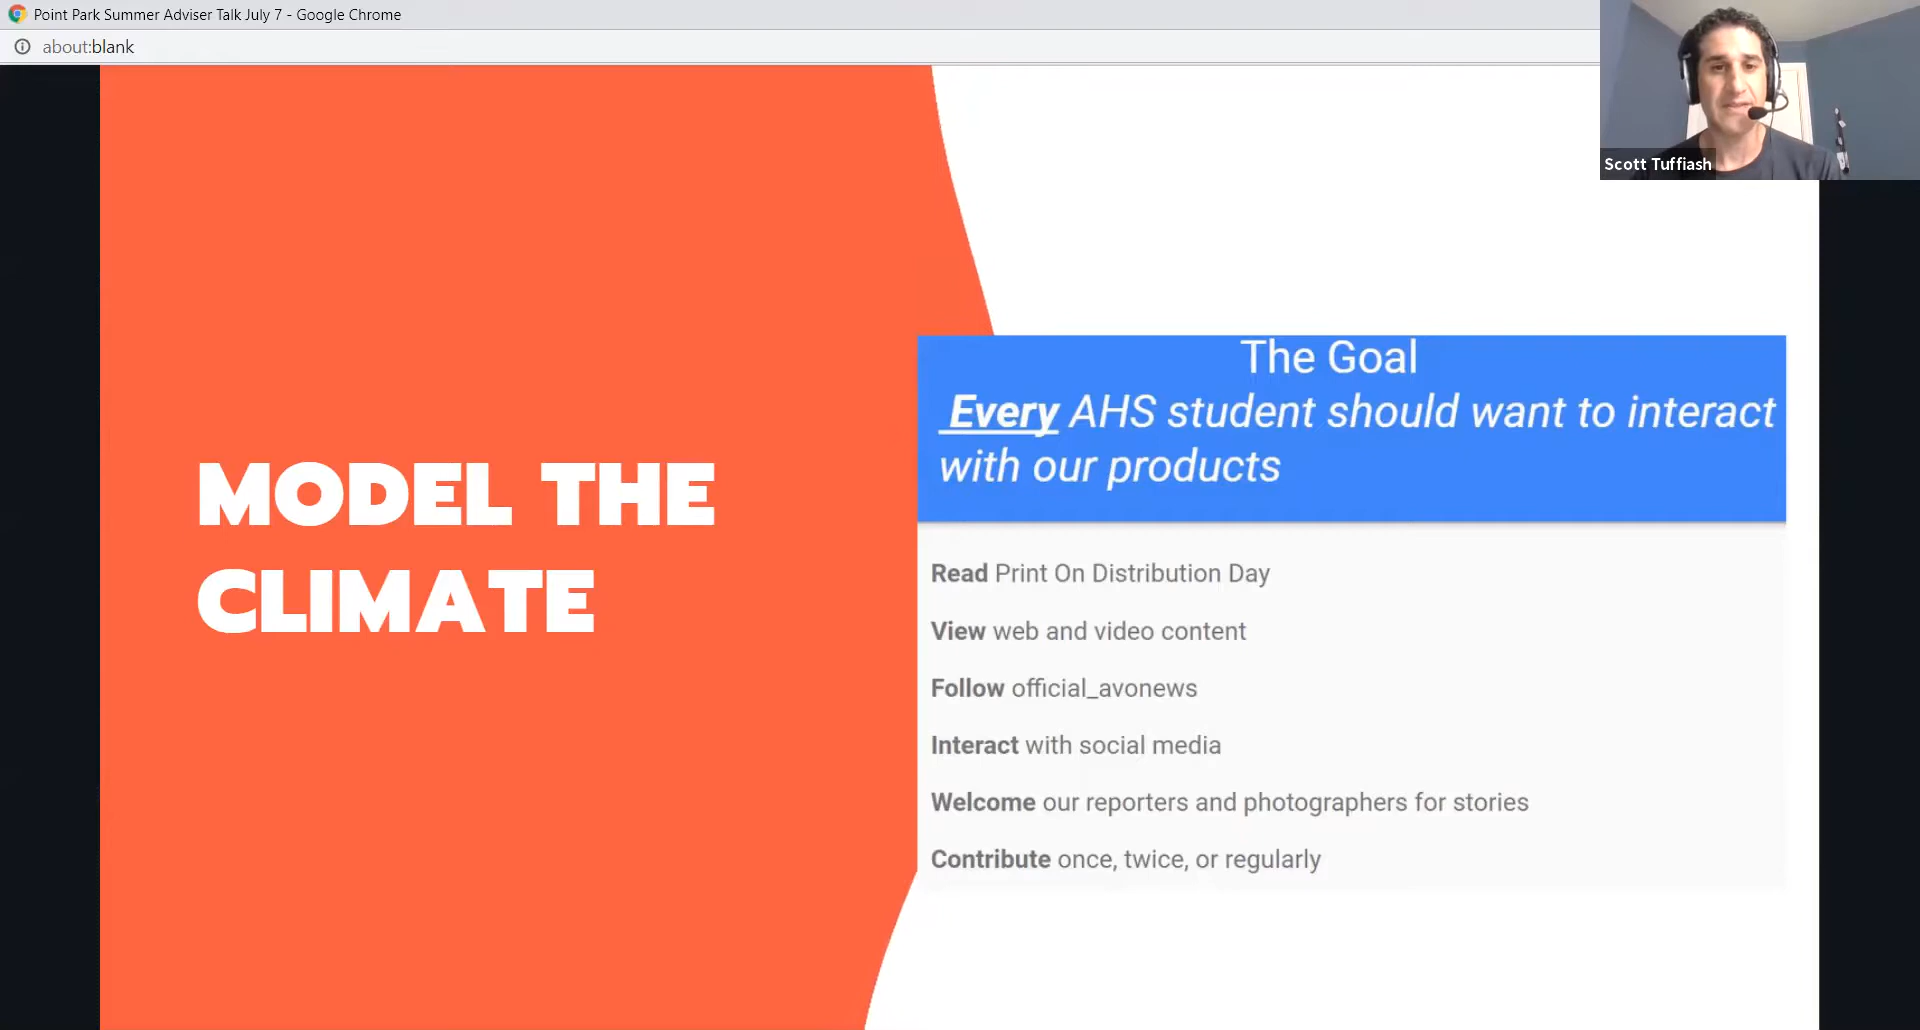 Point Park Summer Adviser Talk July 7 - Google Chrome
about:blank
Scott Tuffiash
MODEL THE
CLIMATE
The Goal
Every AHS student should want to interact
with our products
Read Print On Distribution Day
View web and video content
Follow official_avonews
Interact with social media
Welcome our reporters and photographers for stories
Contribute once, twice, or regularly